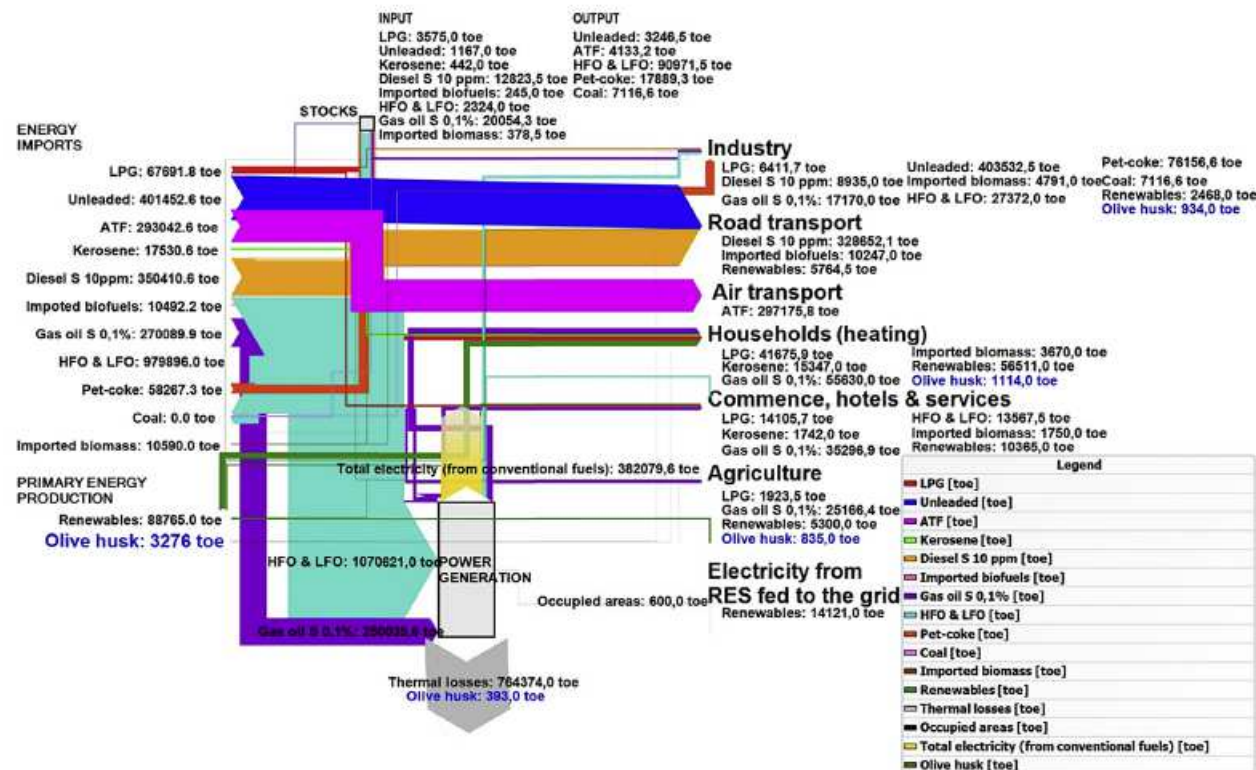 INPUT
LPG: 3575,0 toe
Unleaded: 1167,0 toe
Kerosene: 442,0 toe
Diesel S 10 ppm: 12823,5 toe
Imported biofuels: 245,0 toe
HFO & LFO: 2324,0 toe
Gas oil S 0,1%: 20054,3 toe
Imported biomass: 378,5 toe
OUTPUT
Unleaded: 3246,5 toe
ATF: 4133,2 toe
HFO & LFO: 90971,5 toe
Pet-coke: 17889,3 toe
Coal: 7116,6 toe
STOCKS
ENERGY
IMPORTS
LPG: 67691.8 toe
Unleaded: 401452.6 toe
ATF: 293042.6 toe
Kerosene: 17530.6 toe
Diesel S 10ppm: 350410.6 toe
Impoted biofuels: 10492.2 toe
Gas oil S 0,1%: 270089.9 toe
HFO & LFO: 979896.0 toe
Pet-coke: 58267.3 toe
Coal: 0.0 toe
Imported biomass: 10590.0 toe
PRIMARY ENERGY
PRODUCTION
Renewables: 88765.0 toe
Olive husk: 3276 toe
Total electricity (from conventional fuels): 382079,6 toe
HFO & LFO: 1070621,0 toe
POWER
GENERATION
Gas oil S 0,1%: 250035,6 toe
Thermal losses: 764374,0 toe
Olive husk: 393,0 toe
Occupied areas: 600,0 toe
Industry
LPG: 6411,7 toe
Diesel S 10 ppm: 8935,0 toe
Gas oil S 0,1%: 17170,0 toe
Unleaded: 403532,5 toe
Imported biomass: 4791,0 toe
HFO & LFO: 27372,0 toe
Pet-coke: 76156,6 toe
Coal: 7116,6 toe
Renewables: 2468,0 toe
Olive husk: 934,0 toe
Road transport
Diesel S 10 ppm: 328652,1 toe
Imported biofuels: 10247,0 toe
Renewables: 5764,5 toe
Air transport
ATF: 297175,8 toe
Households (heating)
LPG: 41675,9 toe
Kerosene: 15347,0 toe
Gas oil S 0,1%: 55630,0 toe
Imported biomass: 3670,0 toe
Renewables: 56511,0 toe
Olive husk: 1114,0 toe
Commence, hotels & services
LPG: 14105,7 toe
Kerosene: 1742,0 toe
Gas oil S 0,1%: 35296,9 toe
HFO & LFO: 13567,5 toe
Imported biomass: 1750,0 toe
Renewables: 10365,0 toe
Agriculture
LPG: 1923,5 toe
Gas oil S 0,1%: 25166,4 toe
Renewables: 5300,0 toe
Olive husk: 835,0 toe
Electricity from
RES fed to the grid
Renewables: 14121,0 toe
Legend
LPG [toe]
Unleaded [toe]
ATF [toe]
Kerosene [toe]
Diesel S 10 ppm [toe]
Imported biofuels [toe]
Gas oil S 0,1% [toe]
HFO & LFO [toe]
Pet-coke [toe]
Coal [toe]
Imported biomass [toe]
Renewables [toe]
Thermal losses [toe]
Occupied areas [toe]
Total electricity (from conventional fuels) [toe]
Olive husk [toe]